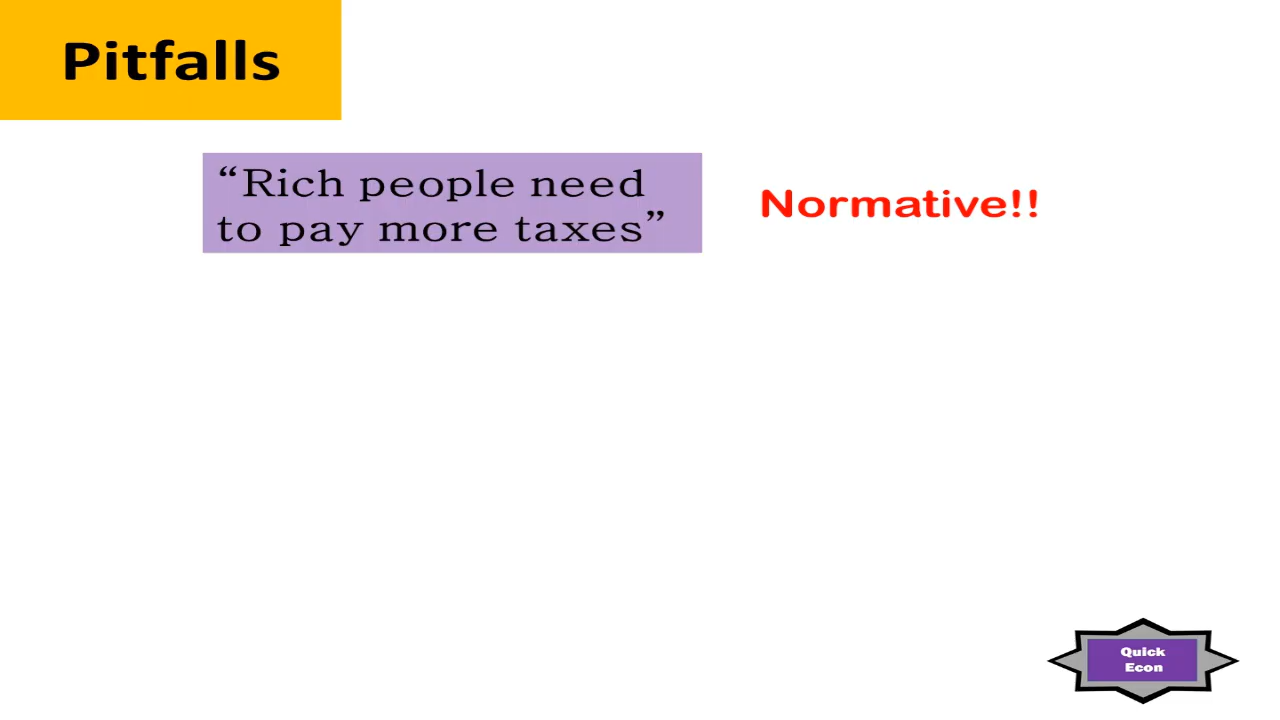 Pitfalls
“Rich people need
to pay more taxes”
Normative!!
Quick
Econ